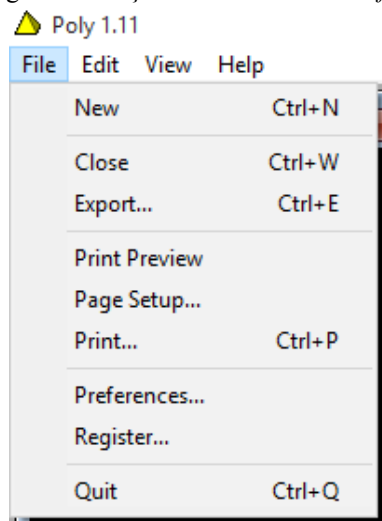 Poly 1.11
File Edit View Help
New Ctrl+N
Close Ctrl+W
Export... Ctrl+E
Print Preview
Page Setup...
Print... Ctrl+P
Preferences...
Register...
Quit Ctrl+Q